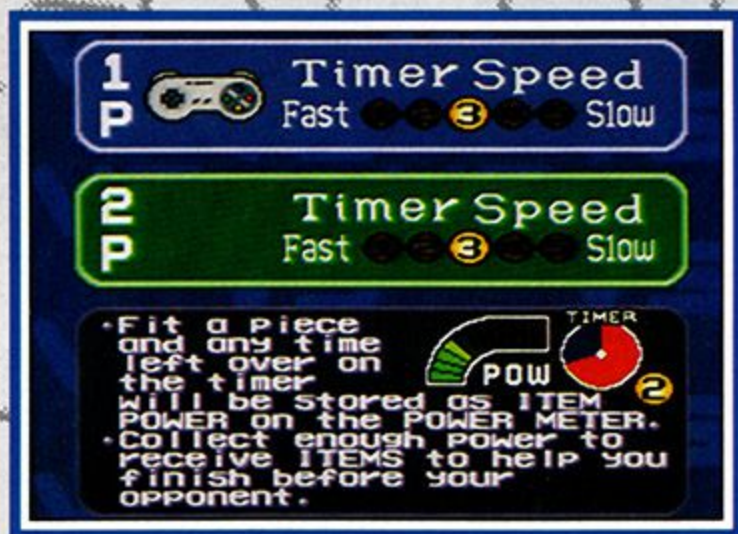 1P Timer Speed
Fast 3 Slow
2P Timer Speed
Fast 2 3 Slow
·Fit a piece
and any time
left over on
the timer
will be stored as ITEM
POWER on the POWER METER.
·Collect enough power to
receive ITEMS to help you
finish before your
opponent.
POW
TIMER
2